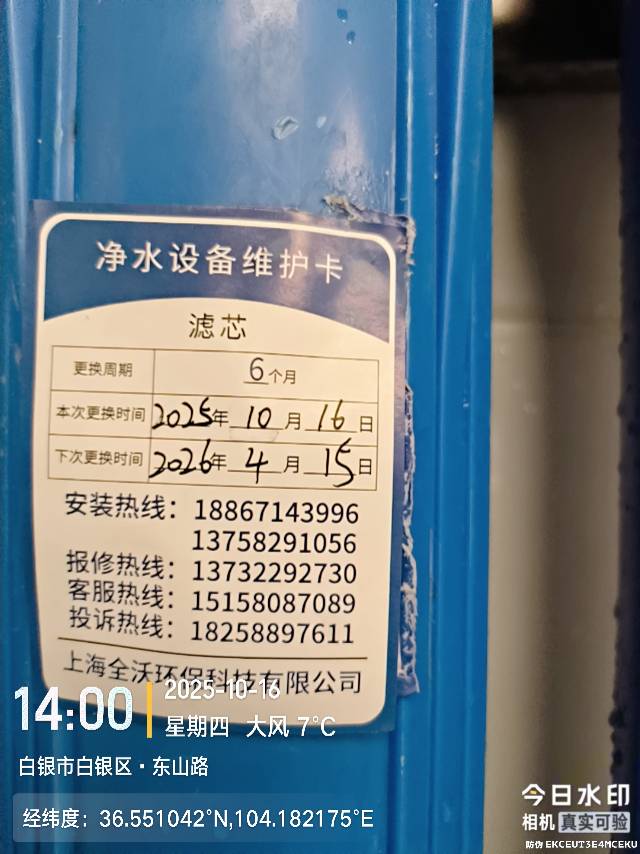 净水设备维护卡
滤芯
更换周期 6个月
本次更换时间 2025年 10 月 16 日
下次更换时间 2026年 4 月 15 日
安装热线：18867143996
13758291056
报修热线：13732292730
客服热线：15158087089
投诉热线：18258897611
上海全沃环保科技有限公司
14:00
2025-10-16
星期四 大风 7℃
白银市白银区·东山路
经纬度：36.551042°N,104.182175°E
今日水印
相机 真实可验
防伪 EKCEUT3E4MCEKU